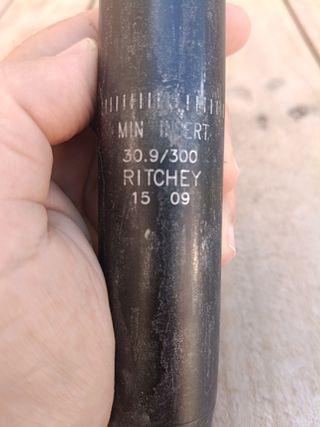 MIN INSERT
30.9/300
RITCHEY
15 09